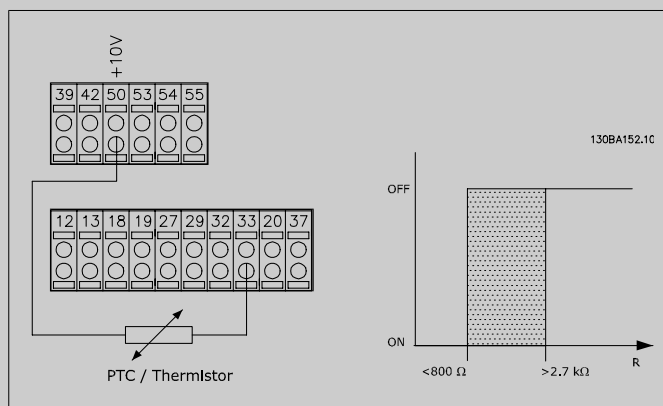 +10V
39 42 50 53 54 55
12 13 18 19 27 29 32 33 20 37
PTC / Thermistor
130BA152.10
OFF
ON
R
<800 Ω >2.7 kΩ